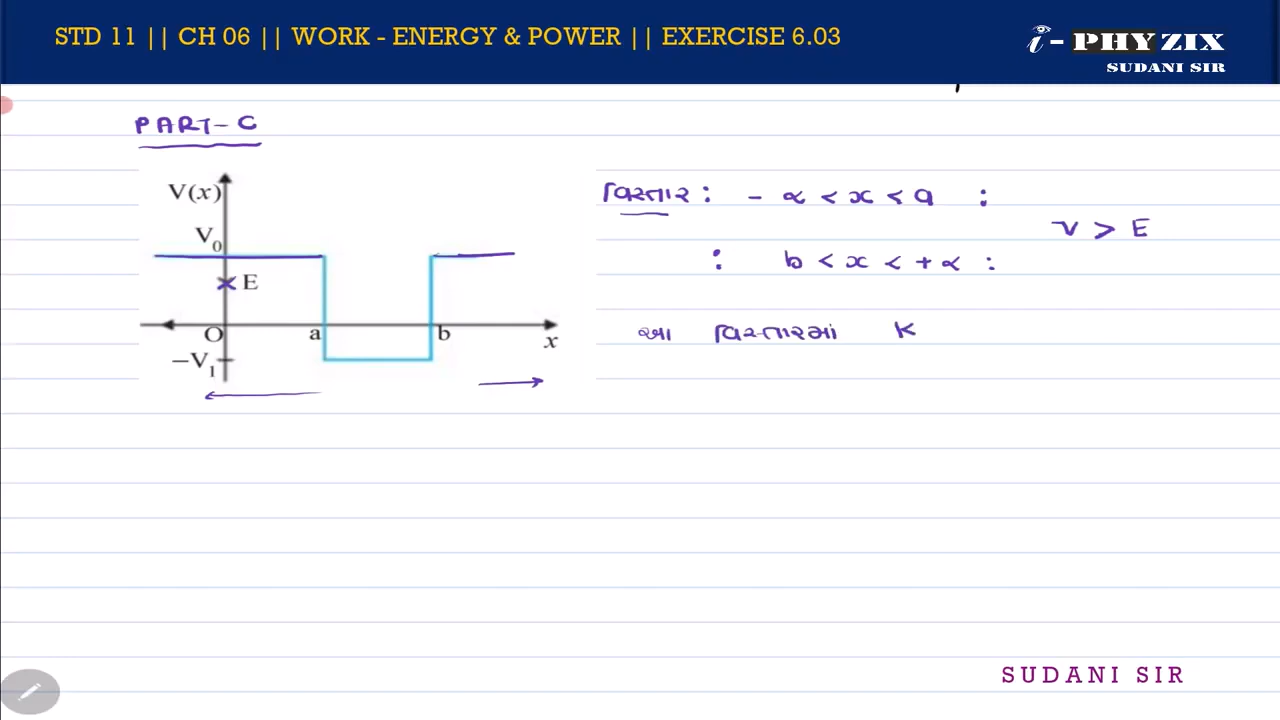 STD 11 || CH 06 || WORK - ENERGY & POWER || EXERCISE 6.03
i - PHYZIX
SUDANI SIR
PART-C
V(x)
V₀
E
O a b x
−V₁
વિસ્તાર : - ∝ < x < a :
V > E
: b < x < + ∝ :
આ વિસ્તારમાં K
SUDANI SIR